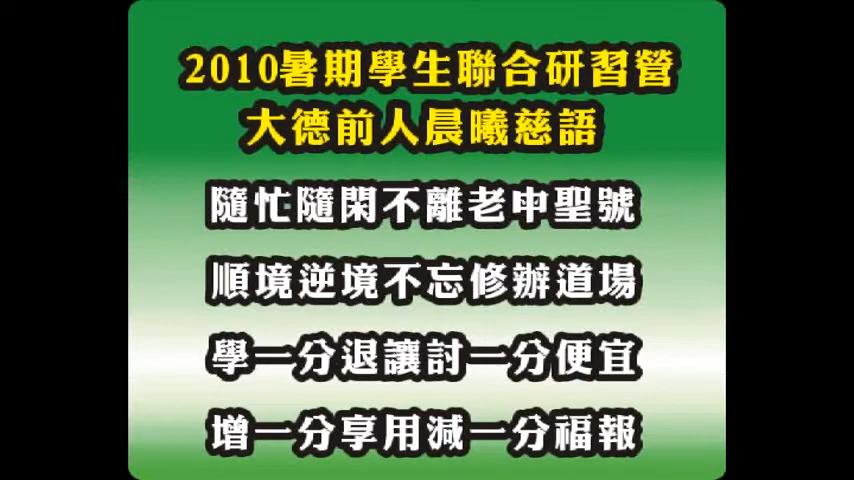 2010暑期學生聯合研習營
大德前人晨曦慈語
隨忙隨閑不離老申聖號
順境逆境不忘修辦道場
學一分退讓討一分便宜
增一分享用減一分福報